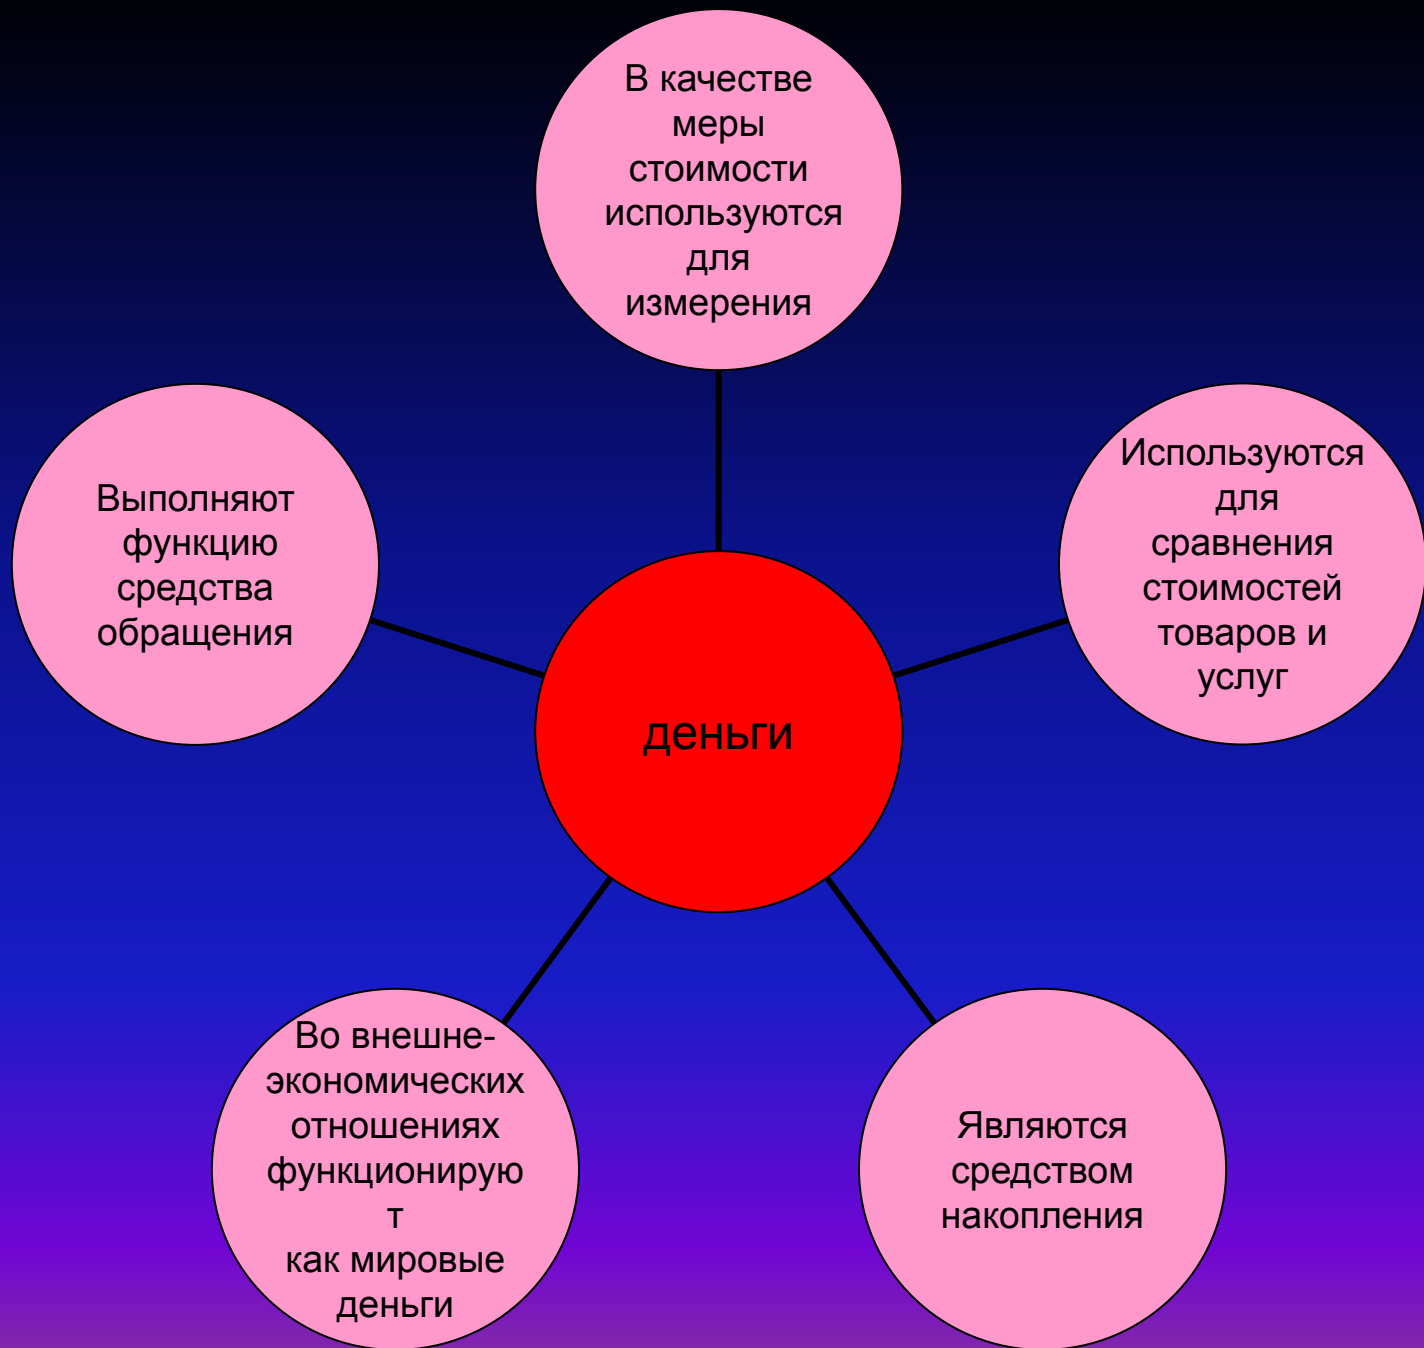 В качестве
меры
стоимости
используются
для
измерения
Используются
для
сравнения
стоимостей
товаров и
услуг
Выполняют
функцию
средства
обращения
деньги
Во внешне-
экономических
отношениях
функционирую
т
как мировые
деньги
Являются
средством
накопления